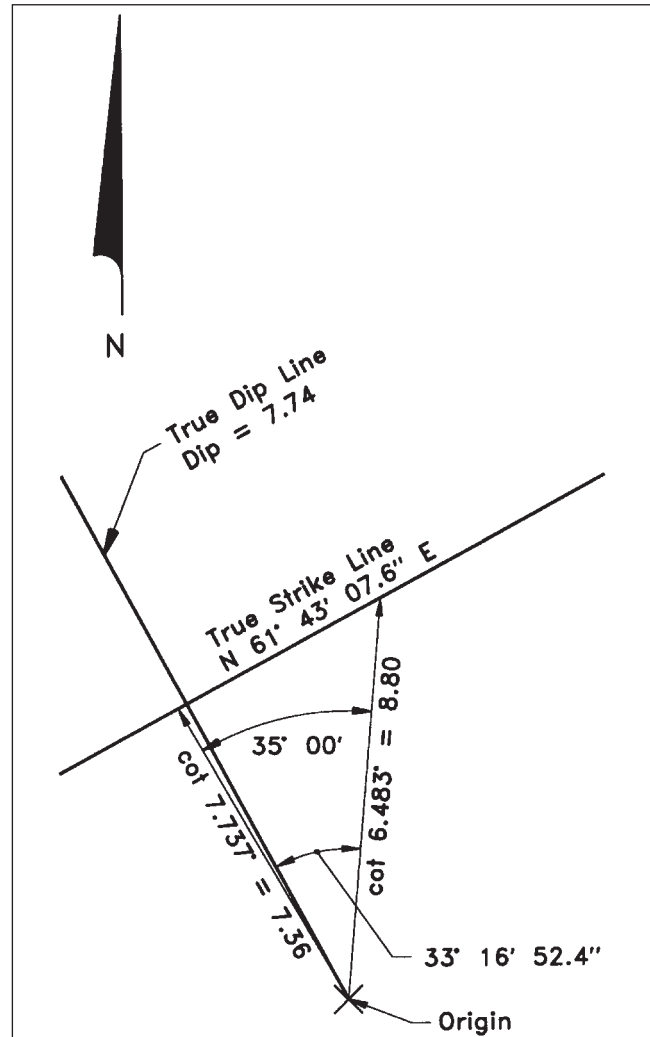 N
True Dip Line
Dip = 7.74
True Strike Line
N 61° 43' 07.6" E
35° 00'
cot 7.737° = 7.36
cot 6.483° = 8.80
33° 16' 52.4"
Origin